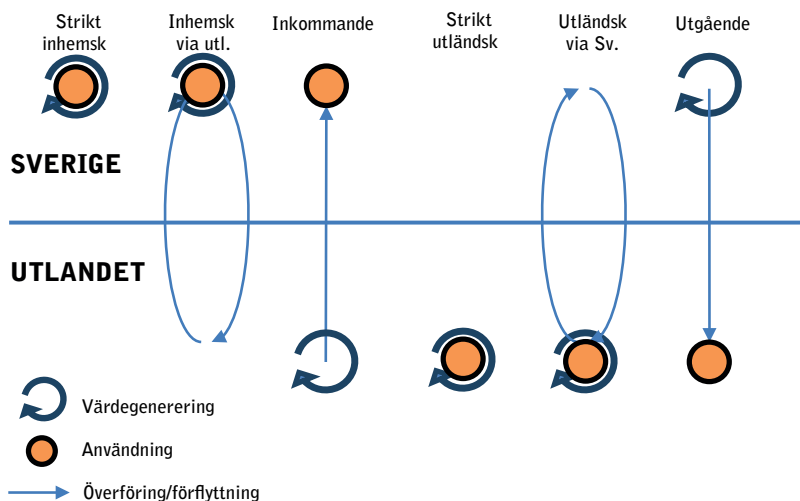 Strikt
inhemsk
Inhemsk
via utl.
Inkommande
Strikt
utländsk
Utländsk
via Sv.
Utgående
SVERIGE
UTLANDET
Värdegenerering
Användning
Överföring/förflyttning